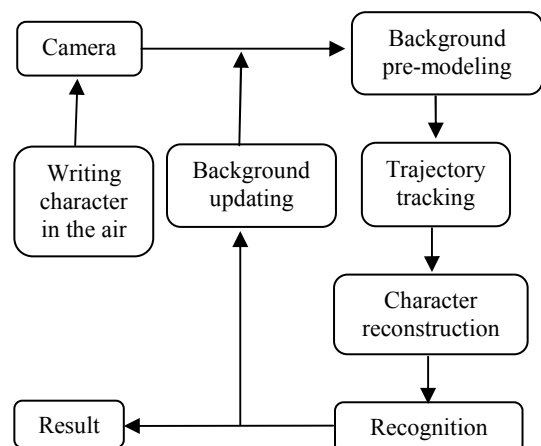 Camera
Background
pre-modeling
Writing
character
in the air
Background
updating
Trajectory
tracking
Character
reconstruction
Result
Recognition